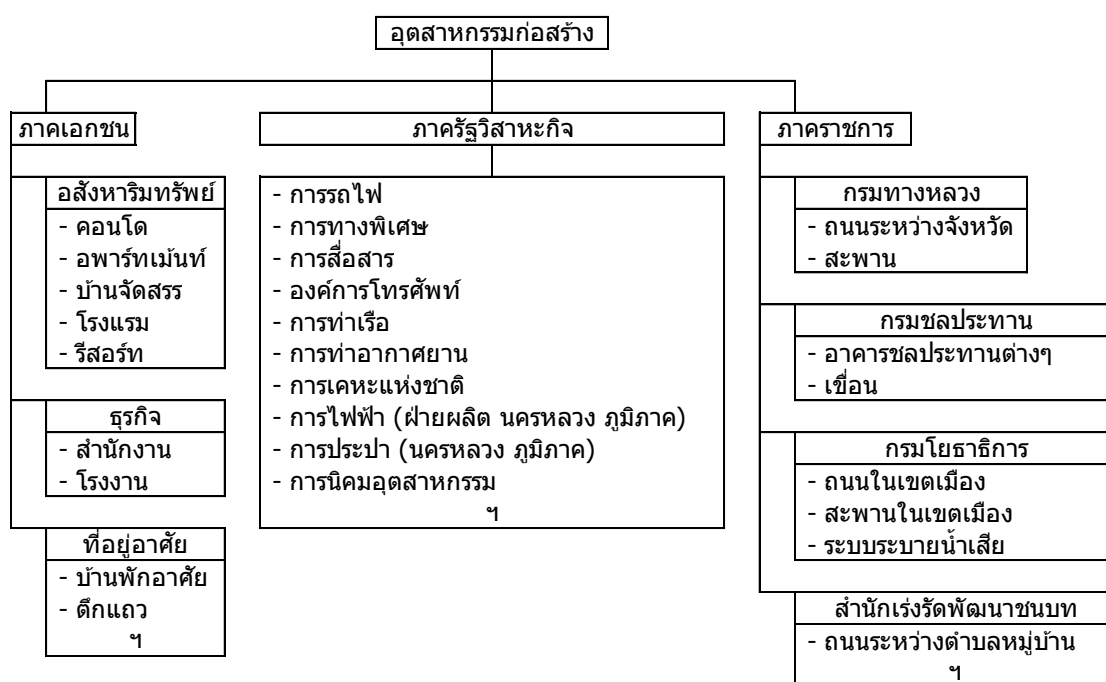 อุตสาหกรรมก่อสร้าง
ภาคเอกชน
อสังหาริมทรัพย์
- คอนโด
- อพาร์ทเม้นท์
- บ้านจัดสรร
- โรงแรม
- รีสอร์ท
ธุรกิจ
- สำนักงาน
- โรงงาน
ที่อยู่อาศัย
- บ้านพักอาศัย
- ตึกแถว
ฯ
ภาครัฐวิสาหะกิจ
- การรถไฟ
- การทางพิเศษ
- การสื่อสาร
- องค์การโทรศัพท์
- การท่าเรือ
- การท่าอากาศยาน
- การเคหะแห่งชาติ
- การไฟฟ้า (ฝ่ายผลิต นครหลวง ภูมิภาค)
- การประปา (นครหลวง ภูมิภาค)
- การนิคมอุตสาหกรรม
ฯ
ภาคราชการ
กรมทางหลวง
- ถนนระหว่างจังหวัด
- สะพาน
กรมชลประทาน
- อาคารชลประทานต่างๆ
- เขื่อน
กรมโยธาธิการ
- ถนนในเขตเมือง
- สะพานในเขตเมือง
- ระบบระบายน้ำเสีย
สำนักเร่งรัดพัฒนาชนบท
- ถนนระหว่างตำบลหมู่บ้าน
ฯ